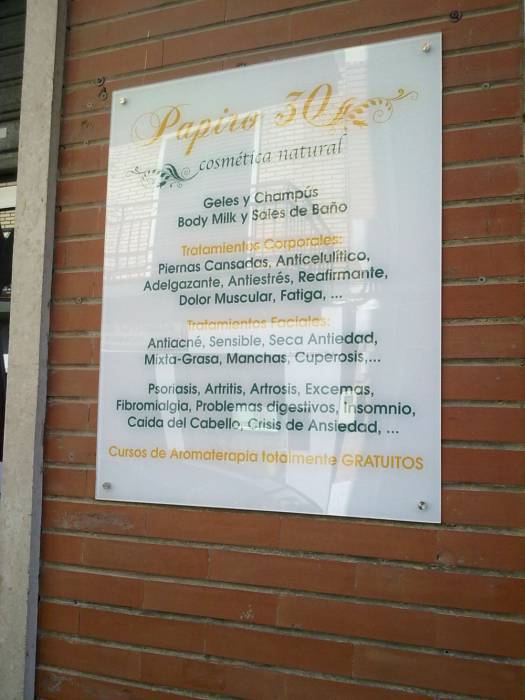 Papiro 30
cosmética natural
Geles y Champús
Body Milk y Sales de Baño
Tratamientos Corporales:
Piernas Cansadas, Anticelulítico,
Adelgazante, Antiestrés, Reafirmante,
Dolor Muscular, Fatiga, ...
Tratamientos Faciales:
Antiacné, Sensible, Seca Antiedad,
Mixta-Grasa, Manchas, Cuperosis,...
Psoriasis, Artritis, Artrosis, Excemas,
Fibromialgia, Problemas digestivos, Insomnio,
Caida del Cabello, Crisis de Ansiedad, ...
Cursos de Aromaterapia totalmente GRATUITOS